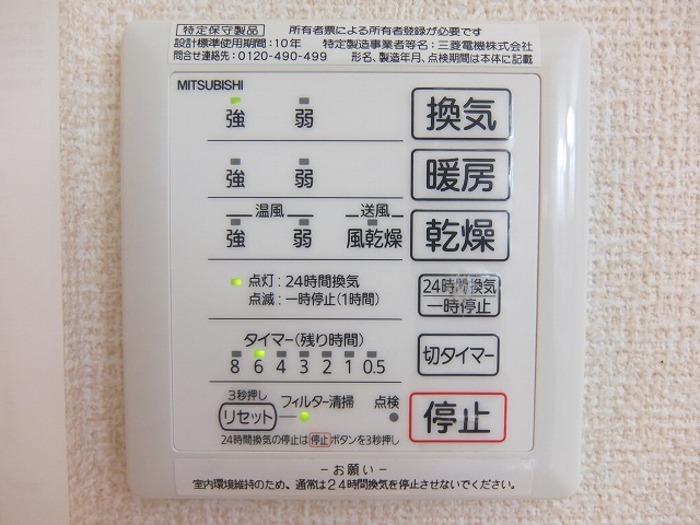 特定保守製品 所有者票による所有者登録が必要です
設計標準使用期間:10年 特定製造事業者等名:三菱電機株式会社
問合せ連絡先:0120-490-499 形名、製造年月、点検期間は本体に記載
MITSUBISHI
強 弱 換気
強 弱 暖房
温風 送風
強 弱 風乾燥 乾燥
点灯:24時間換気
点滅:一時停止(1時間)
24時間換気
一時停止
タイマー(残り時間)
8 6 4 3 2 1 0.5
切タイマー
3秒押し
リセット フィルター清掃 点検
停止
24時間換気の停止は停止ボタンを3秒押し
－お願い－
室内環境維持のため、通常は24時間換気を停止させないでください。